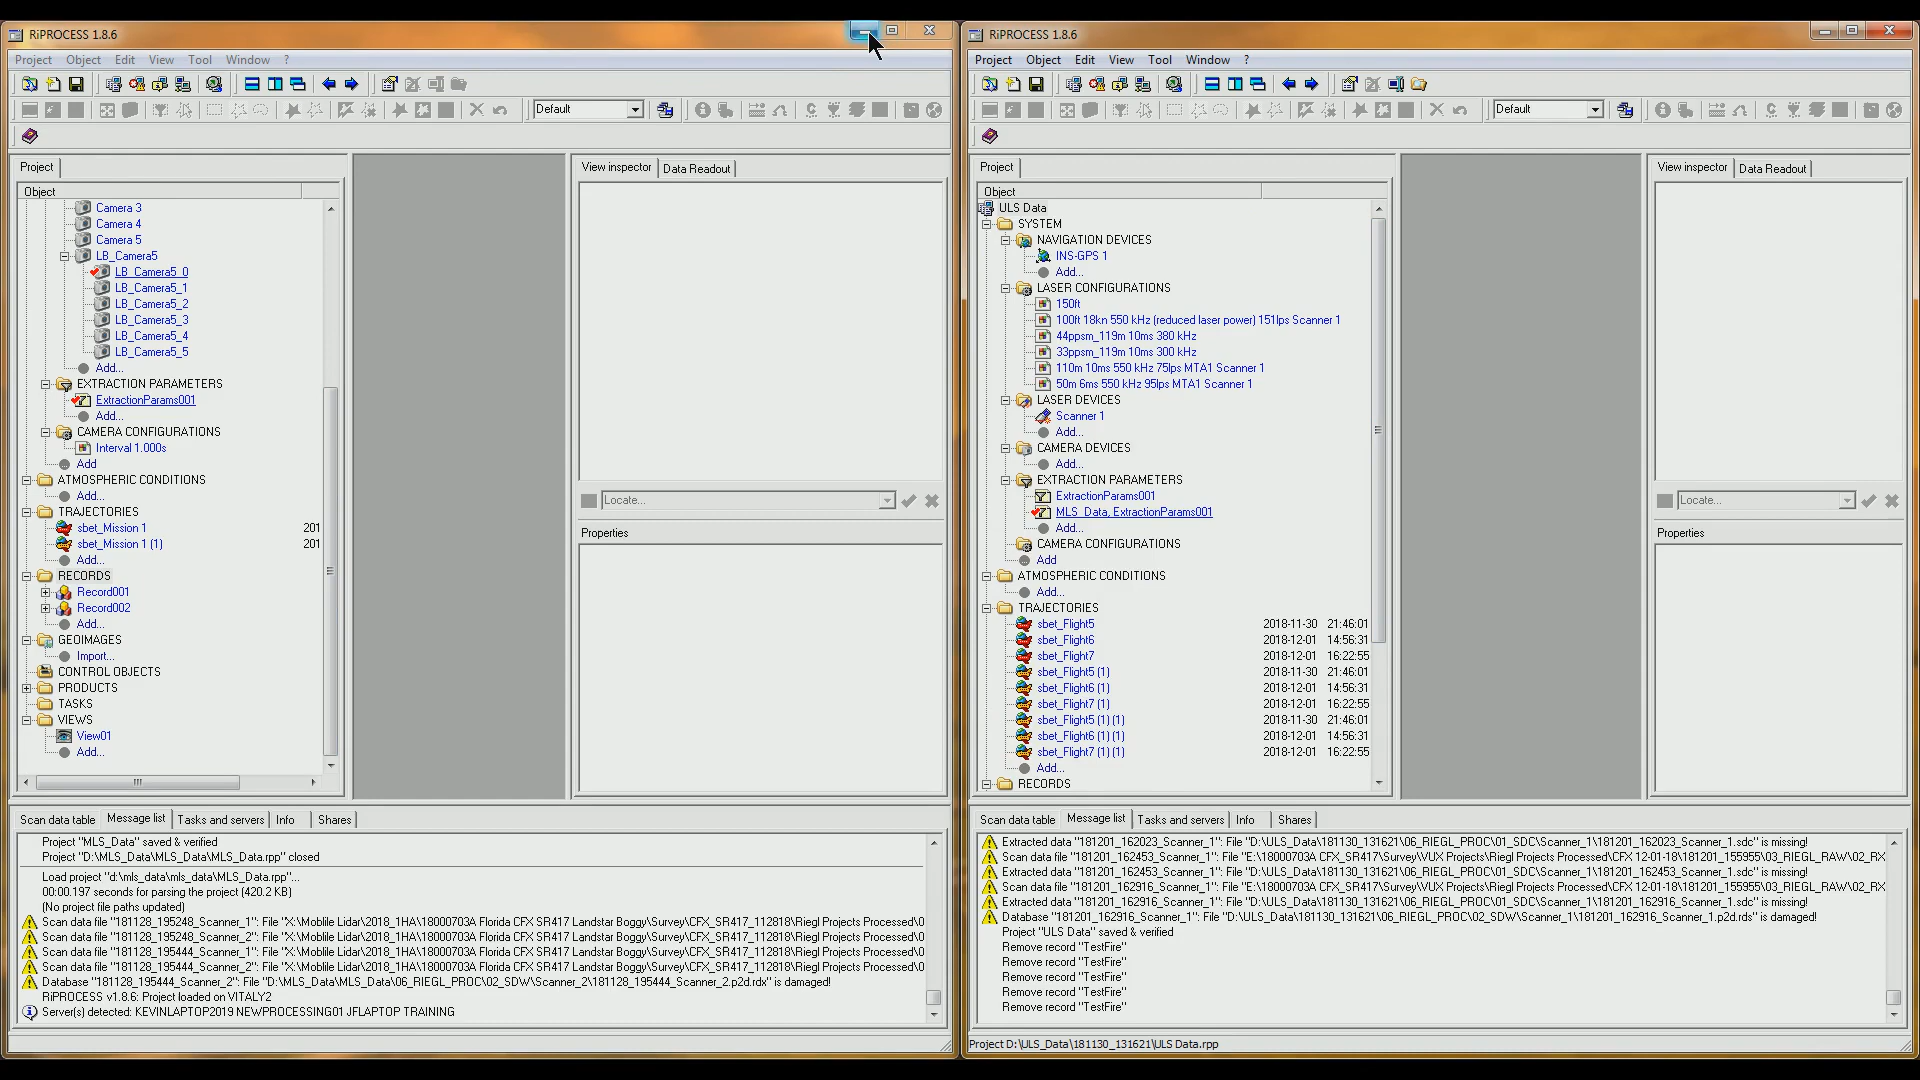 RiPROCESS 1.8.6
Project Object Edit View Tool Window ?
Default
Project
Object
Camera 3
Camera 4
Camera 5
LB_Camera5
LB_Camera5_0
LB_Camera5_1
LB_Camera5_2
LB_Camera5_3
LB_Camera5_4
LB_Camera5_5
Add...
EXTRACTION PARAMETERS
ExtractionParams001
Add...
CAMERA CONFIGURATIONS
Interval 1.000s
Add
ATMOSPHERIC CONDITIONS
Add...
TRAJECTORIES
sbet_Mission 1 201
sbet_Mission 1 (1) 201
Add...
RECORDS
Record001
Record002
Add...
GEOIMAGES
Import...
CONTROL OBJECTS
PRODUCTS
TASKS
VIEWS
View01
Add...
View inspector Data Readout
Locate...
Properties
Scan data table Message list Tasks and servers Info Shares
Project "MLS_Data" saved & verified
Project "D:\MLS_Data\MLS_Data\MLS_Data.rpp" closed
Load project "d:\mls_data\mls_data\MLS_Data.rpp"...
00:00.197 seconds for parsing the project (420.2 KB)
(No project file paths updated)
Scan data file "181128_195248_Scanner_1": File "X:\Moblile Lidar\2018_1HA\18000703A Florida CFX SR417 Landstar Boggy\Survey\CFX_SR417_112818\Riegl Projects Processed\0
Scan data file "181128_195248_Scanner_2": File "X:\Moblile Lidar\2018_1HA\18000703A Florida CFX SR417 Landstar Boggy\Survey\CFX_SR417_112818\Riegl Projects Processed\0
Scan data file "181128_195444_Scanner_1": File "X:\Moblile Lidar\2018_1HA\18000703A Florida CFX SR417 Landstar Boggy\Survey\CFX_SR417_112818\Riegl Projects Processed\0
Scan data file "181128_195444_Scanner_2": File "X:\Moblile Lidar\2018_1HA\18000703A Florida CFX SR417 Landstar Boggy\Survey\CFX_SR417_112818\Riegl Projects Processed\0
Database "181128_195444_Scanner_2": File "D:\MLS_Data\MLS_Data\06_RIEGL_PROC\02_SDW\Scanner_2\181128_195444_Scanner_2.p2d.rdx" is damaged!
RiPROCESS v1.8.6: Project loaded on VITALY2
Server(s) detected: KEVINLAPTOP2019 NEWPROCESSING01 JFLAPTOP TRAINING
RiPROCESS 1.8.6
Project Object Edit View Tool Window ?
Default
Project
Object
ULS Data
SYSTEM
NAVIGATION DEVICES
INS-GPS 1
Add...
LASER CONFIGURATIONS
150ft
100ft 18kn 550 kHz (reduced laser power) 151lps Scanner 1
44ppsm_119m 10ms 380 kHz
33ppsm_119m 10ms 300 kHz
110m 10ms 550 kHz 75lps MTA1 Scanner 1
50m 6ms 550 kHz 95lps MTA1 Scanner 1
LASER DEVICES
Scanner 1
Add...
CAMERA DEVICES
Add...
EXTRACTION PARAMETERS
ExtractionParams001
MLS_Data, ExtractionParams001
Add...
CAMERA CONFIGURATIONS
Add
ATMOSPHERIC CONDITIONS
Add...
TRAJECTORIES
sbet_Flight5 2018-11-30 21:46:01
sbet_Flight6 2018-12-01 14:56:31
sbet_Flight7 2018-12-01 16:22:55
sbet_Flight5 (1) 2018-11-30 21:46:01
sbet_Flight6 (1) 2018-12-01 14:56:31
sbet_Flight7 (1) 2018-12-01 16:22:55
sbet_Flight5 (1) (1) 2018-11-30 21:46:01
sbet_Flight6 (1) (1) 2018-12-01 14:56:31
sbet_Flight7 (1) (1) 2018-12-01 16:22:55
Add...
RECORDS
View inspector Data Readout
Locate...
Properties
Scan data table Message list Tasks and servers Info Shares
Extracted data "181201_162023_Scanner_1": File "D:\ULS_Data\181130_131621\06_RIEGL_PROC\01_SDC\Scanner_1\181201_162023_Scanner_1.sdc" is missing!
Scan data file "181201_162453_Scanner_1": File "E:\18000703A CFX_SR417\Survey\VUX Projects\Riegl Projects Processed\CFX 12-01-18\181201_155955\03_RIEGL_RAW\02_RX
Extracted data "181201_162453_Scanner_1": File "D:\ULS_Data\181130_131621\06_RIEGL_PROC\01_SDC\Scanner_1\181201_162453_Scanner_1.sdc" is missing!
Scan data file "181201_162916_Scanner_1": File "E:\18000703A CFX_SR417\Survey\VUX Projects\Riegl Projects Processed\CFX 12-01-18\181201_155955\03_RIEGL_RAW\02_RX
Extracted data "181201_162916_Scanner_1": File "D:\ULS_Data\181130_131621\06_RIEGL_PROC\01_SDC\Scanner_1\181201_162916_Scanner_1.sdc" is missing!
Database "181201_162916_Scanner_1": File "D:\ULS_Data\181130_131621\06_RIEGL_PROC\02_SDW\Scanner_1\181201_162916_Scanner_1.p2d.rds" is damaged!
Project "ULS Data" saved & verified
Remove record "TestFire"
Remove record "TestFire"
Remove record "TestFire"
Remove record "TestFire"
Remove record "TestFire"
Project D:\ULS_Data\181130_131621\ULS Data.rpp